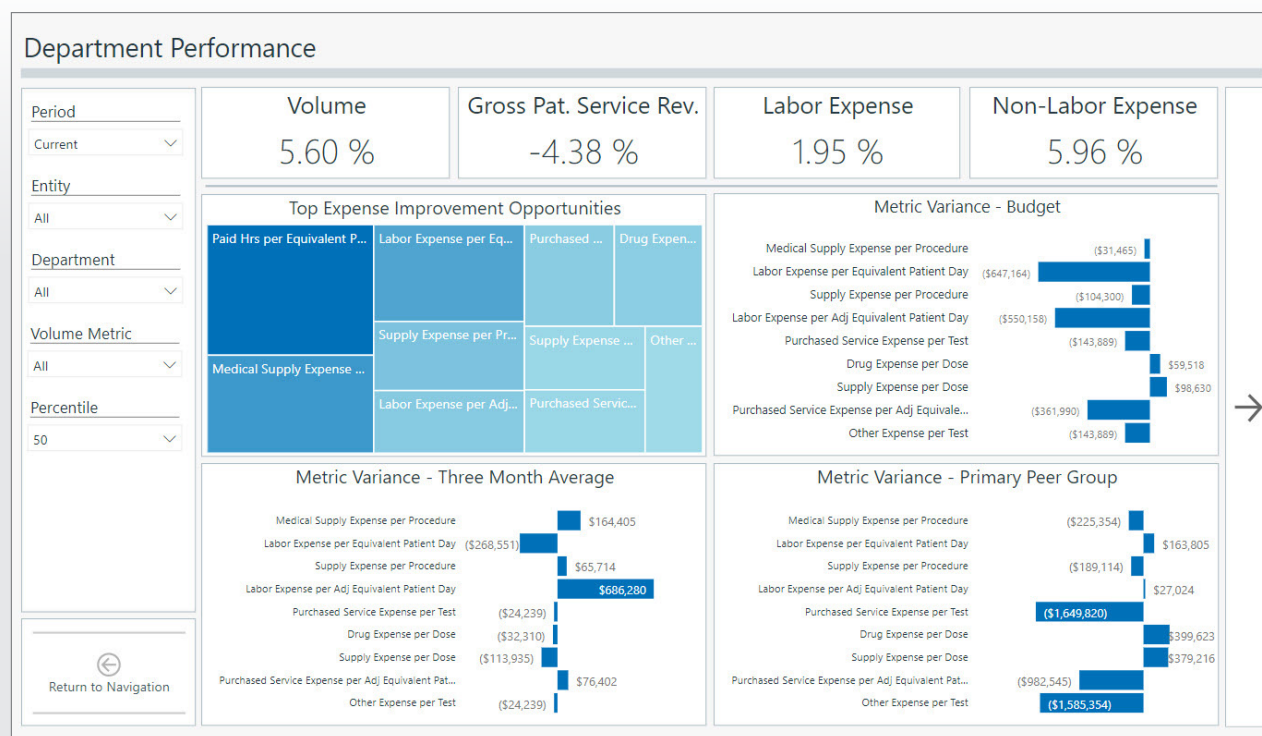 Department Performance
Period
Current
Entity
All
Department
All
Volume Metric
All
Percentile
50
Return to Navigation
Volume
5.60 %
Gross Pat. Service Rev.
-4.38 %
Labor Expense
1.95 %
Non-Labor Expense
5.96 %
Top Expense Improvement Opportunities
Paid Hrs per Equivalent P...
Medical Supply Expense ...
Labor Expense per Eq...
Supply Expense per Pr...
Labor Expense per Adj...
Purchased ...
Drug Expen...
Supply Expense ...
Other ...
Purchased Servic...
Metric Variance - Budget
Medical Supply Expense per Procedure ($31,465)
Labor Expense per Equivalent Patient Day ($647,164)
Supply Expense per Procedure ($104,300)
Labor Expense per Adj Equivalent Patient Day ($550,158)
Purchased Service Expense per Test ($143,889)
Drug Expense per Dose $59,518
Supply Expense per Dose $98,630
Purchased Service Expense per Adj Equivale... ($361,990)
Other Expense per Test ($143,889)
Metric Variance - Three Month Average
Medical Supply Expense per Procedure $164,405
Labor Expense per Equivalent Patient Day ($268,551)
Supply Expense per Procedure $65,714
Labor Expense per Adj Equivalent Patient Day $686,280
Purchased Service Expense per Test ($24,239)
Drug Expense per Dose ($32,310)
Supply Expense per Dose ($113,935)
Purchased Service Expense per Adj Equivalent Pat... $76,402
Other Expense per Test ($24,239)
Metric Variance - Primary Peer Group
Medical Supply Expense per Procedure ($225,354)
Labor Expense per Equivalent Patient Day $163,805
Supply Expense per Procedure ($189,114)
Labor Expense per Adj Equivalent Patient Day $27,024
Purchased Service Expense per Test ($1,649,820)
Drug Expense per Dose $399,623
Supply Expense per Dose $379,216
Purchased Service Expense per Adj Equivalent Pat... ($982,545)
Other Expense per Test ($1,585,354)